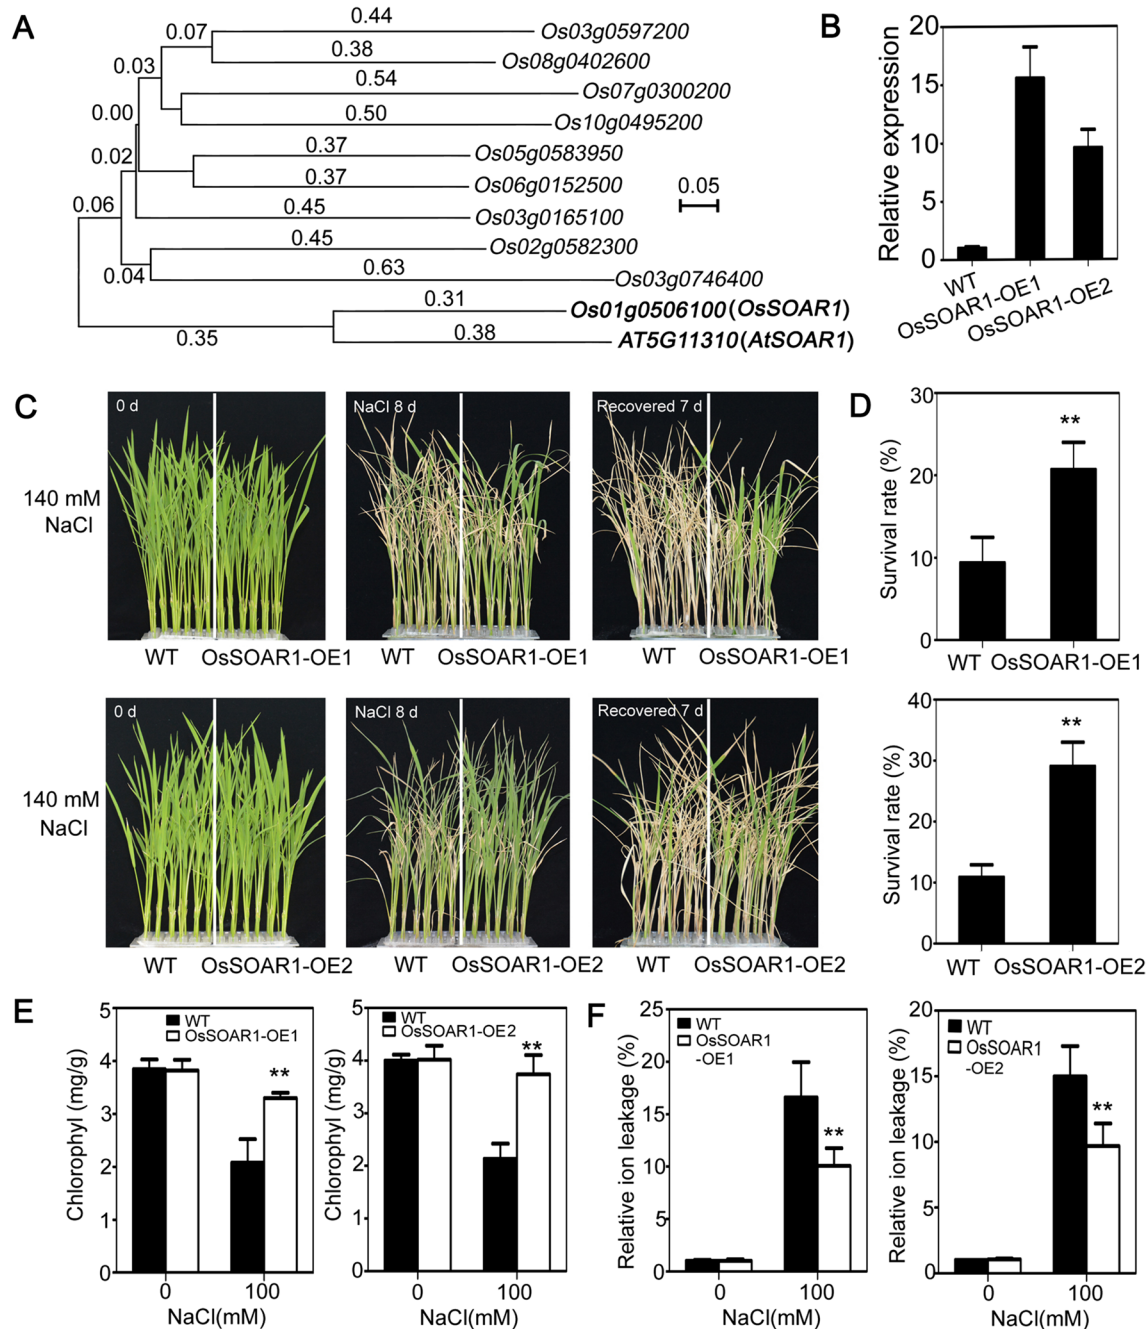 A
0.44
0.07
Os03g0597200
0.38
0.03
Os08g0402600
0.54
Os07g0300200
0.00
0.50
Os10g0495200
0.37
0.02
Os05g0583950
0.37
Os06g0152500
0.05
0.06
0.45
Os03g0165100
0.45
Os02g0582300
0.04
0.63
Os03g0746400
0.31
Os01g0506100(OsSOAR1)
0.35
0.38
AT5G11310(AtSOAR1)
B
Relative expression
20
15
10
5
0
WT
OsSOAR1-OE1
OsSOAR1-OE2
C
140 mM
NaCl
0 d
NaCl 8 d
Recovered 7 d
WT OsSOAR1-OE1
WT OsSOAR1-OE1
WT OsSOAR1-OE1
140 mM
NaCl
0 d
NaCl 8 d
Recovered 7 d
WT OsSOAR1-OE2
WT OsSOAR1-OE2
WT OsSOAR1-OE2
D
Survival rate (%)
30
20
10
0
**
WT OsSOAR1-OE1
Survival rate (%)
40
30
20
10
0
**
WT OsSOAR1-OE2
E
Chlorophyl (mg/g)
5
4
3
2
1
0
WT
OsSOAR1-OE1
**
0 100
NaCl(mM)
Chlorophyl (mg/g)
5
4
3
2
1
0
WT
OsSOAR1-OE2
**
0 100
NaCl(mM)
F
Relative ion leakage (%)
25
20
15
10
5
0
WT
OsSOAR1
-OE1
**
0 100
NaCl(mM)
Relative ion leakage (%)
20
15
10
5
0
WT
OsSOAR1
-OE2
**
0 100
NaCl(mM)